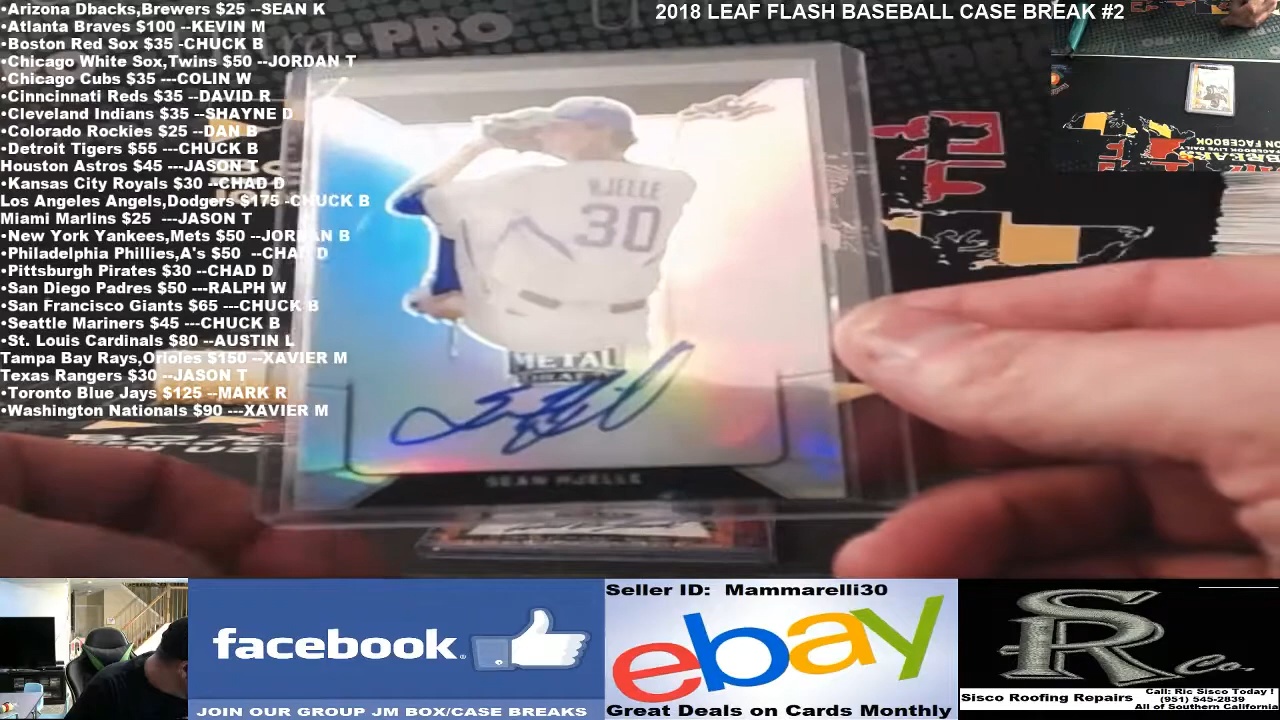 •Arizona Dbacks,Brewers $25 --SEAN K
•Atlanta Braves $100 --KEVIN M
•Boston Red Sox $35 -CHUCK B
•Chicago White Sox,Twins $50 --JORDAN T
•Chicago Cubs $35 ---COLIN W
•Cinncinnati Reds $35 --DAVID R
•Cleveland Indians $35 --SHAYNE D
•Colorado Rockies $25 --DAN B
•Detroit Tigers $55 --CHUCK B
Houston Astros $45 ---JASON T
•Kansas City Royals $30 --CHAD D
Los Angeles Angels,Dodgers $175 -CHUCK B
Miami Marlins $25 ---JASON T
•New York Yankees,Mets $50 --JORDAN B
•Philadelphia Phillies,A's $50 --CHAD D
•Pittsburgh Pirates $30 --CHAD D
•San Diego Padres $50 ---RALPH W
•San Francisco Giants $65 ---CHUCK B
•Seattle Mariners $45 ---CHUCK B
•St. Louis Cardinals $80 --AUSTIN L
Tampa Bay Rays,Orioles $150 --XAVIER M
Texas Rangers $30 --JASON T
•Toronto Blue Jays $125 --MARK R
•Washington Nationals $90 ---XAVIER M
2018 LEAF FLASH BASEBALL CASE BREAK #2
PRO
HJELLE
30
METAL
DRAFT
SEAN HJELLE
facebook
JOIN OUR GROUP JM BOX/CASE BREAKS
Seller ID: Mammarelli30
ebay
Great Deals on Cards Monthly
SR Co.
Sisco Roofing Repairs
Call: Ric Sisco Today !
(951) 545-2839
All of Southern California